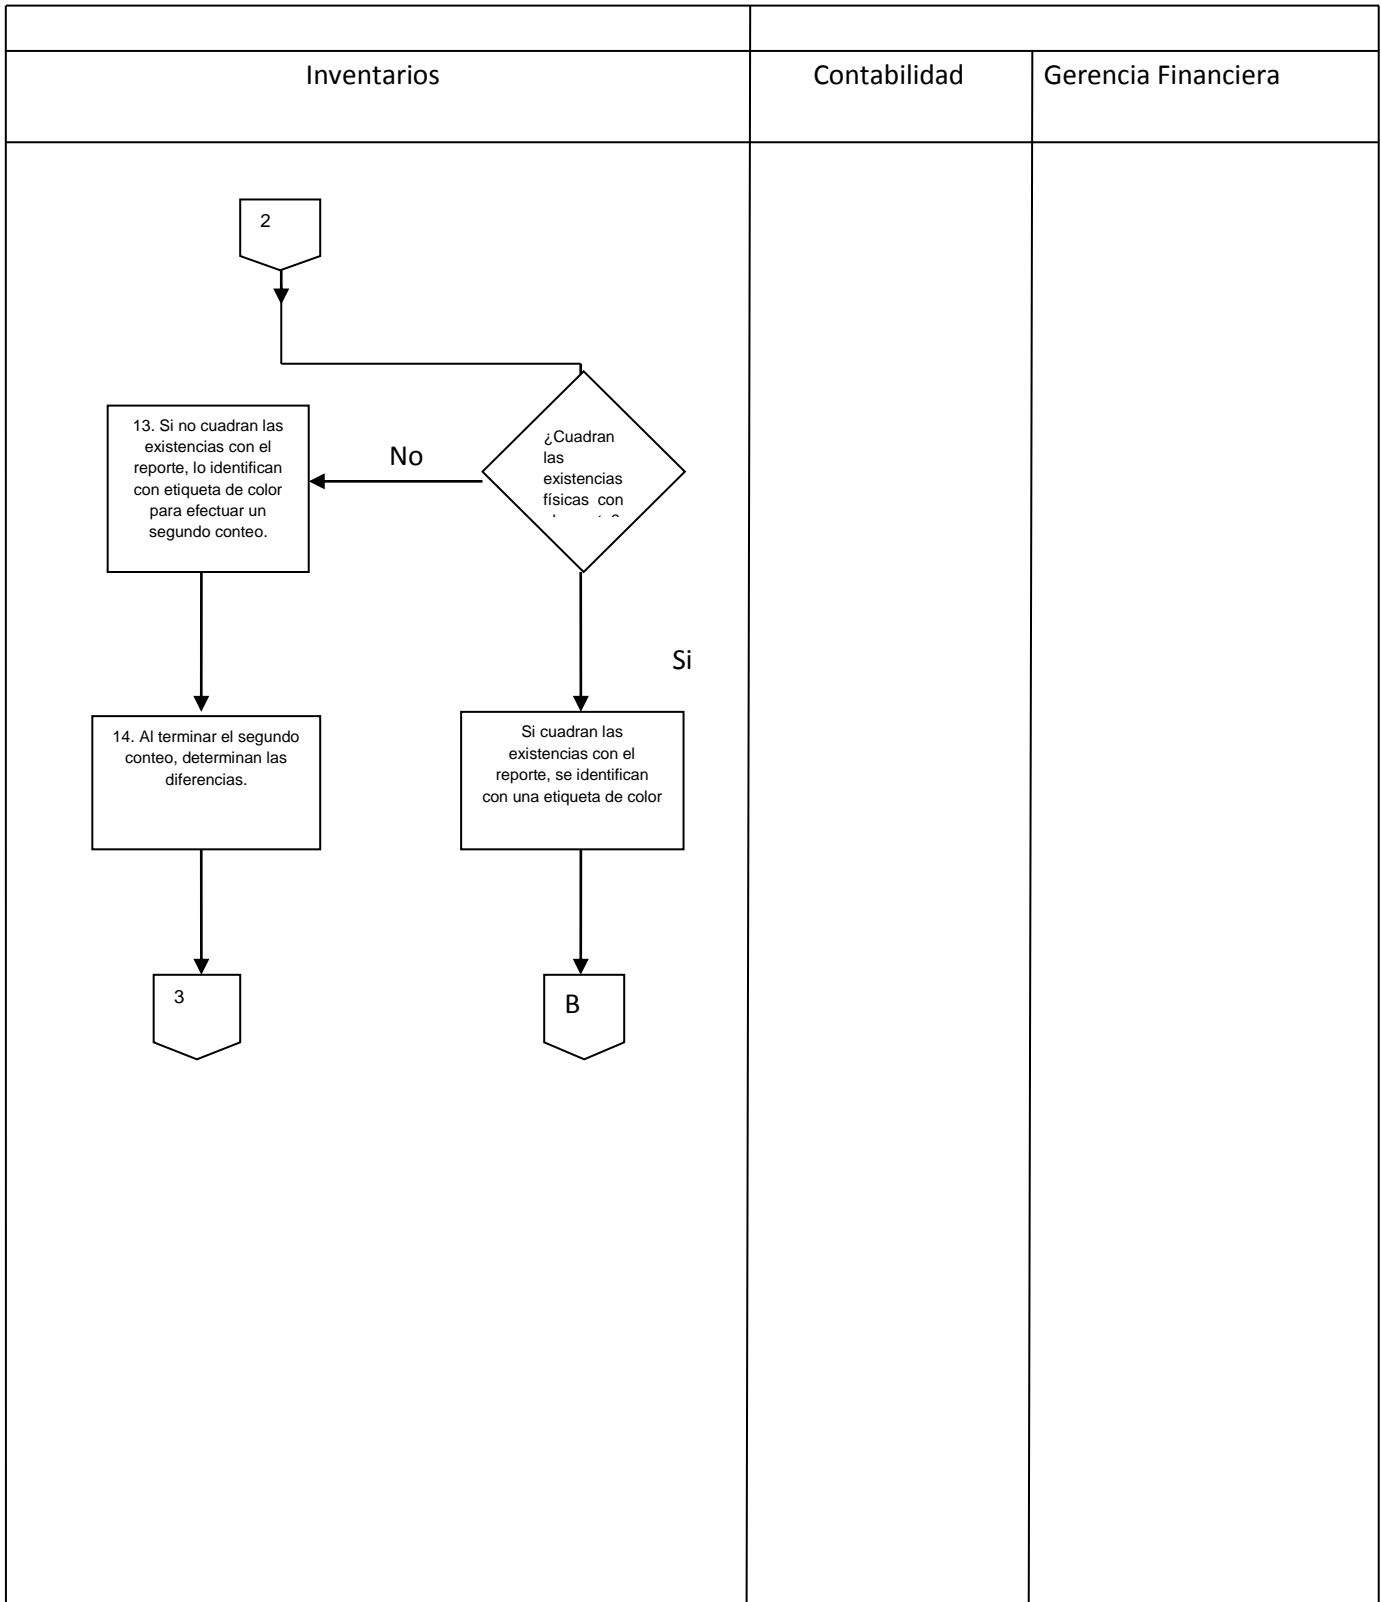 Inventarios
Contabilidad
Gerencia Financiera
2
13. Si no cuadran las
existencias con el
reporte, lo identifican
con etiqueta de color
para efectuar un
segundo conteo.
No
¿Cuadran
las
existencias
físicas con
Si
14. Al terminar el segundo
conteo, determinan las
diferencias.
Si cuadran las
existencias con el
reporte, se identifican
con una etiqueta de color
3
B